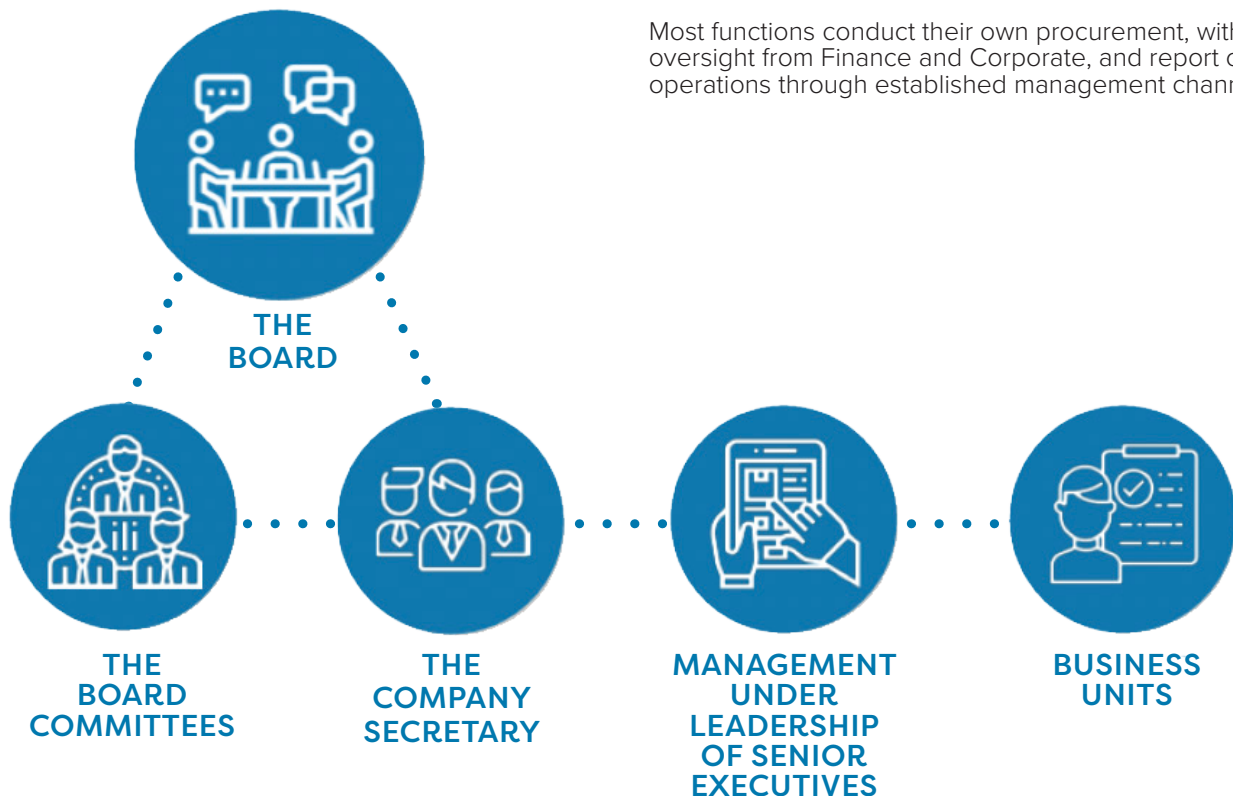 Most functions conduct their own procurement, with
oversight from Finance and Corporate, and report
operations through established management
THE
BOARD
THE
BOARD
COMMITTEES
THE
COMPANY
SECRETARY
MANAGEMENT
UNDER
LEADERSHIP
OF SENIOR
EXECUTIVES
BUSINESS
UNITS